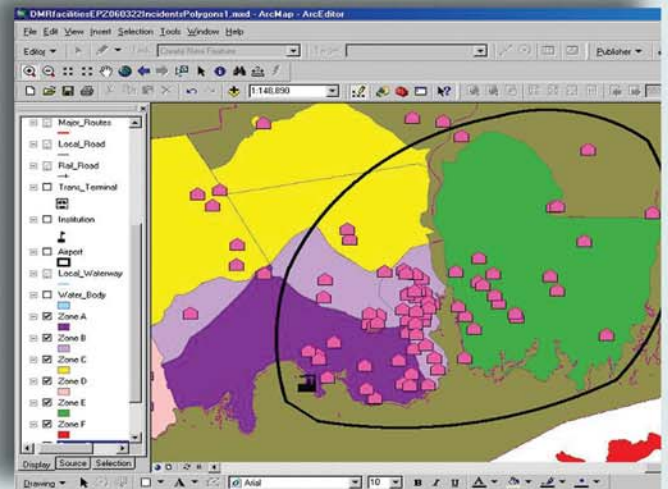 DMRfacilitiesEPZ060322IncidentsPolygons1.mxd - ArcMap - ArcEditor
File Edit View Insert Selection Tools Window Help
Editor Create New Feature Publisher
1:148,890
Major_Routes
Local_Road
Rail_Road
Trans_Terminal
Institution
Airport
Local_Waterway
Water_Body
Zone A
Zone B
Zone C
Zone D
Zone E
Zone F
Display Source Selection
Drawing A Arial 10 B I U A